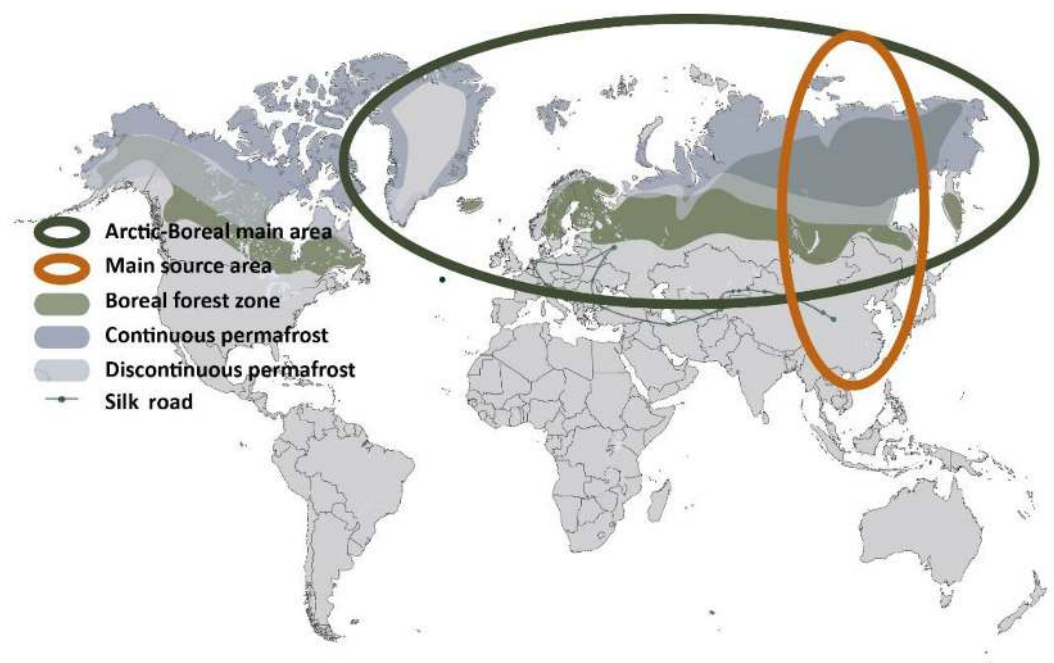 Arctic-Boreal main area
Main source area
Boreal forest zone
Continuous permafrost
Discontinuous permafrost
Silk road